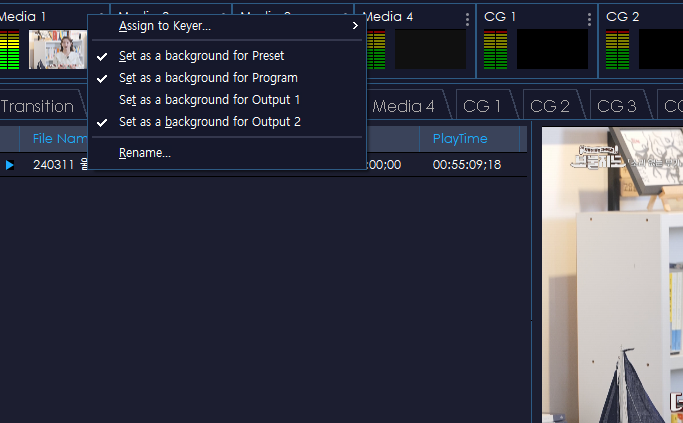 Media 1
Media 4
CG 1
CG 2
Assign to Keyer...
Set as a background for Preset
Set as a background for Program
Set as a background for Output 1
Set as a background for Output 2
Rename...
Transition
Media 4
CG 1
CG 2
CG 3
File Nam
PlayTime
240311
:00;00
00:55:09;18